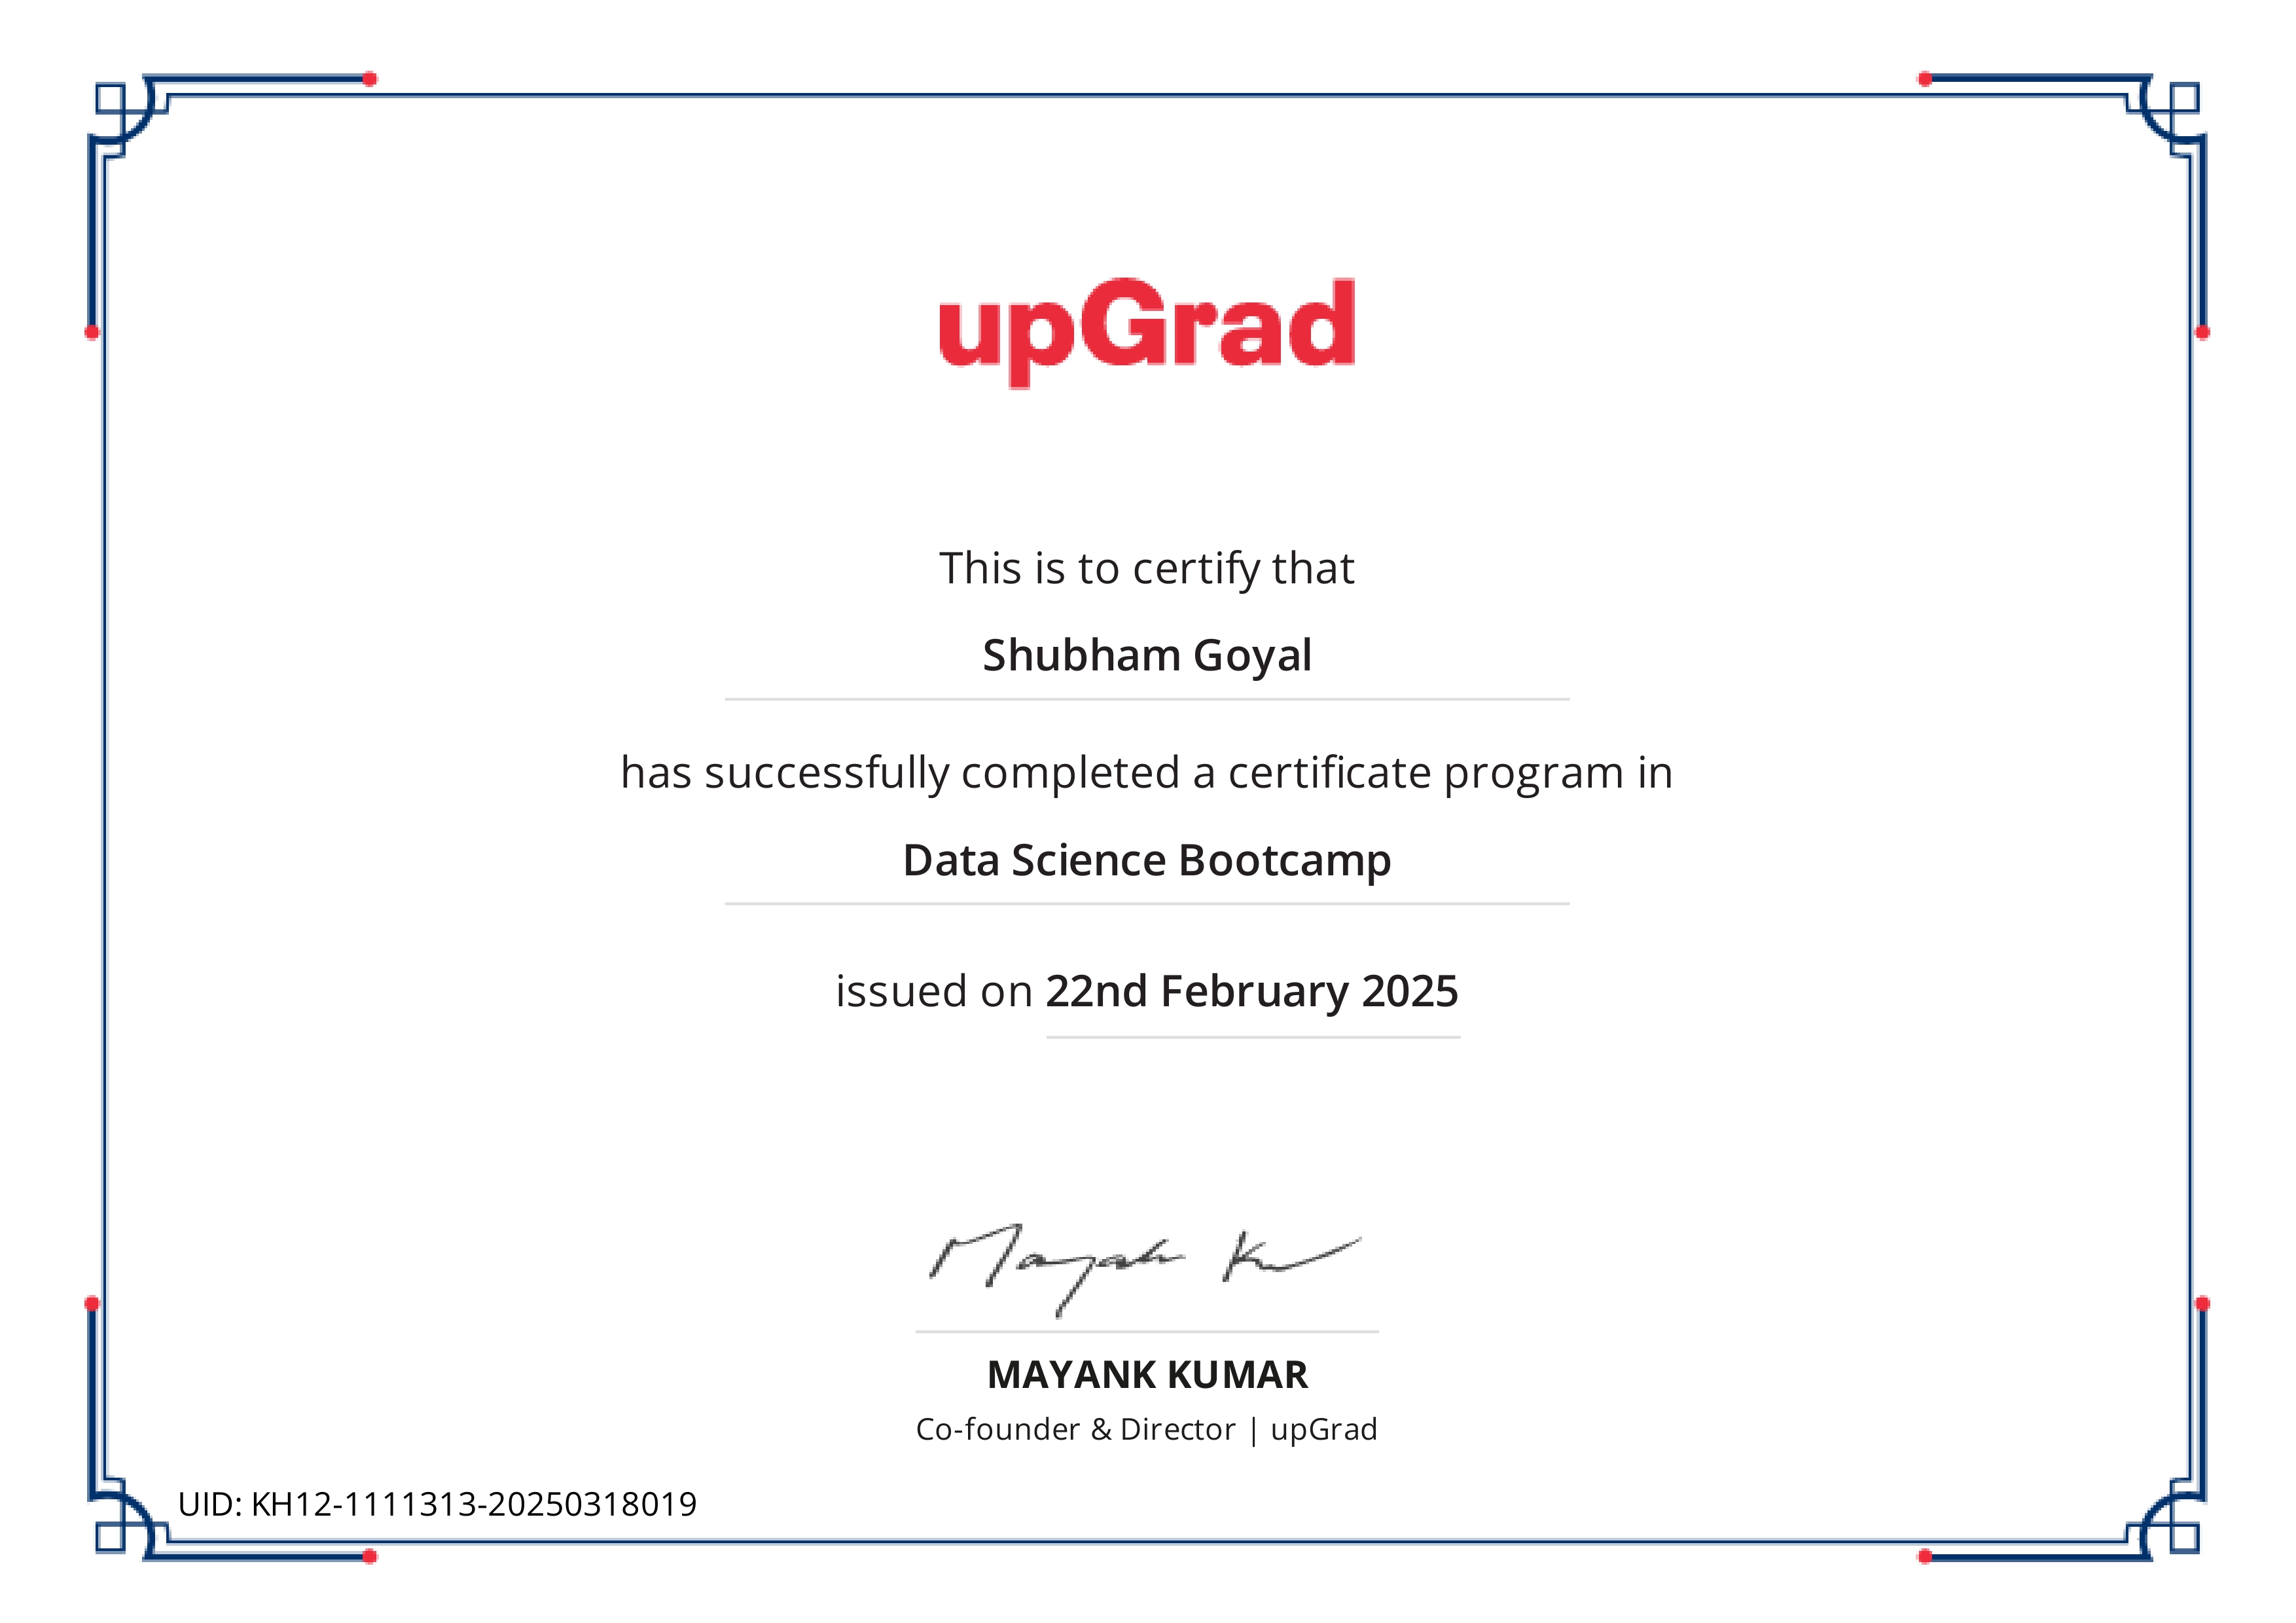 upGrad
This is to certify that
Shubham Goyal
has successfully completed a certificate program in
Data Science Bootcamp
issued on 22nd February 2025
Mayank K
MAYANK KUMAR
Co-founder & Director | upGrad
UID: KH12-1111313-20250318019